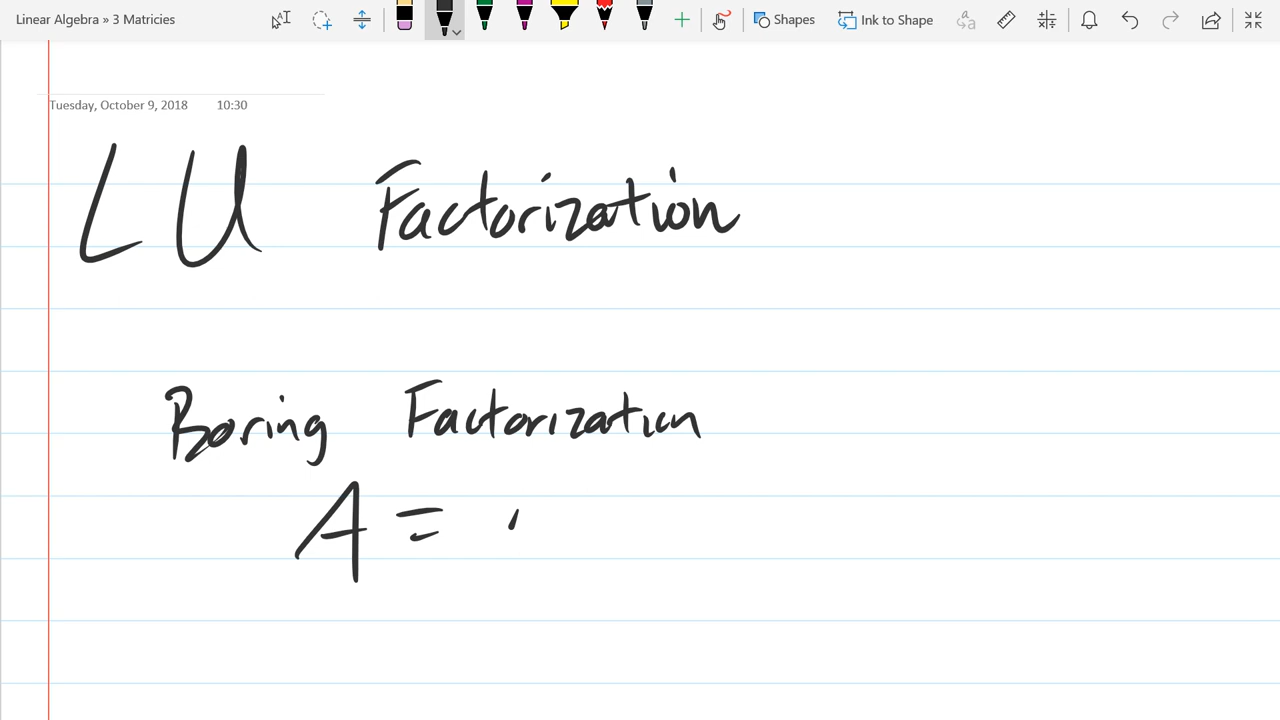 Linear Algebra » 3 Matricies
Shapes
Ink to Shape
Tuesday, October 9, 2018 10:30
LU Factorization
Boring Factorization
A =